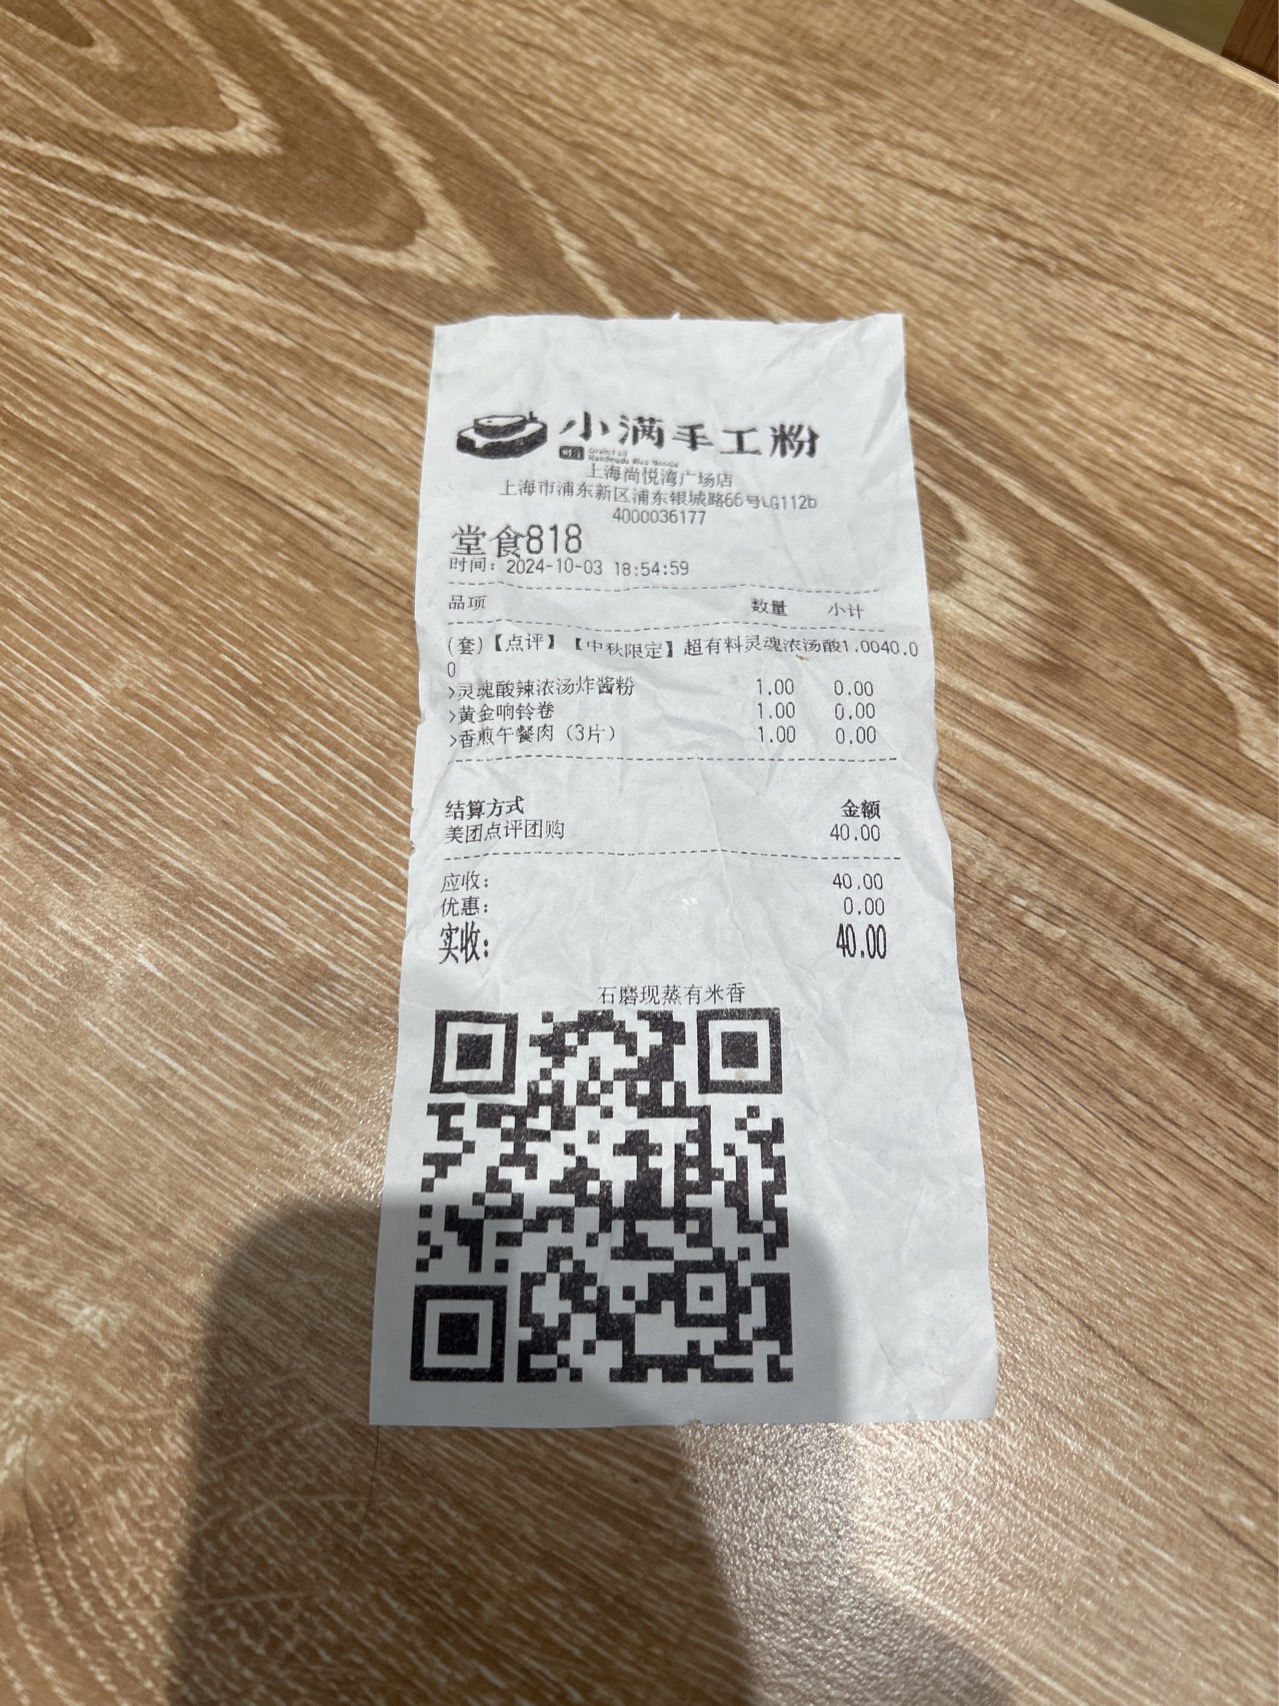 小满手工粉
Grainfull
Handmade Rice Noodle
上海尚悦湾广场店
上海市浦东新区浦东银城路66号LG112b
4000036177
堂食818
时间：2024-10-03 18:54:59
品项 数量 小计
(套)【点评】【中秋限定】超有料灵魂浓汤酸1.0040.0
0
>灵魂酸辣浓汤炸酱粉 1.00 0.00
>黄金响铃卷 1.00 0.00
>香煎午餐肉（3片） 1.00 0.00
结算方式 金额
美团点评团购 40.00
应收： 40.00
优惠： 0.00
实收： 40.00
石磨现蒸有米香